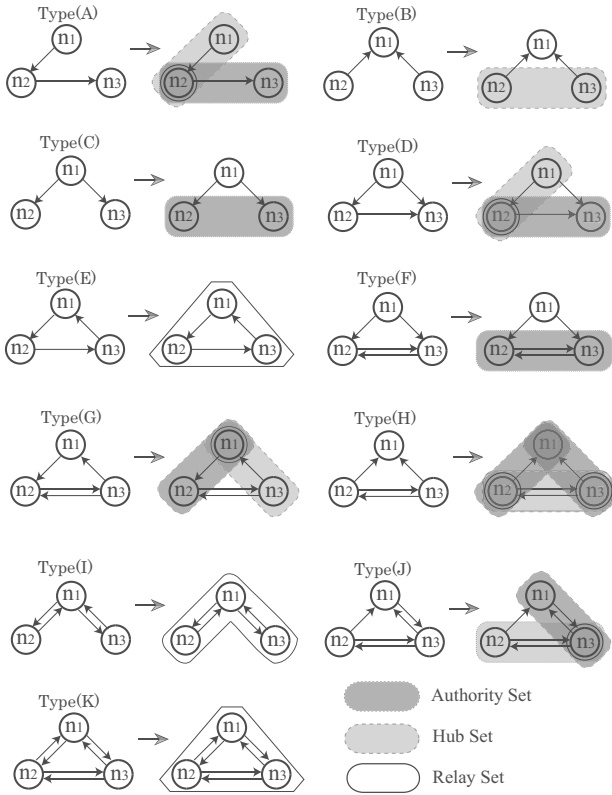 Type(A)
n1
n2
n3
n1
n2
n3
Type(B)
n1
n2
n3
n1
n2
n3
Type(C)
n1
n2
n3
n1
n2
n3
Type(D)
n1
n2
n3
n1
n2
n3
Type(E)
n1
n2
n3
n1
n2
n3
Type(F)
n1
n2
n3
n1
n2
n3
Type(G)
n1
n2
n3
n1
n2
n3
Type(H)
n1
n2
n3
n1
n2
n3
Type(I)
n1
n2
n3
n1
n2
n3
Type(J)
n1
n2
n3
n1
n2
n3
Type(K)
n1
n2
n3
n1
n2
n3
Authority Set
Hub Set
Relay Set